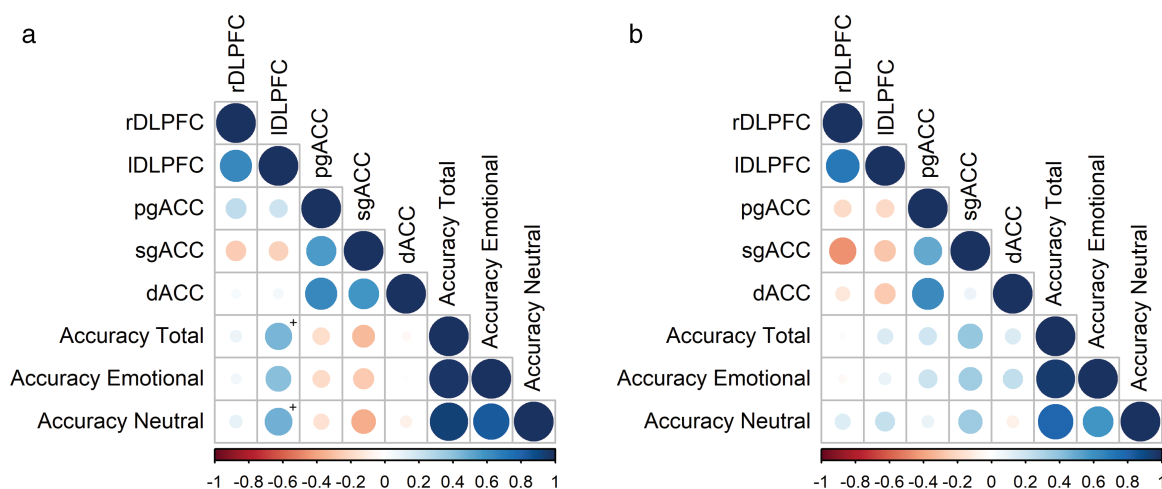 a
rDLPFC
lDLPFC
pgACC
sgACC
dACC
Accuracy Total
Accuracy Emotional
Accuracy Neutral
rDLPFC
lDLPFC
pgACC
sgACC
dACC
Accuracy Total
+
Accuracy Emotional
Accuracy Neutral
+
-1 -0.8 -0.6 -0.4 -0.2 0 0.2 0.4 0.6 0.8 1
b
rDLPFC
lDLPFC
pgACC
sgACC
dACC
Accuracy Total
Accuracy Emotional
Accuracy Neutral
rDLPFC
lDLPFC
pgACC
sgACC
dACC
Accuracy Total
Accuracy Emotional
Accuracy Neutral
-1 -0.8 -0.6 -0.4 -0.2 0 0.2 0.4 0.6 0.8 1